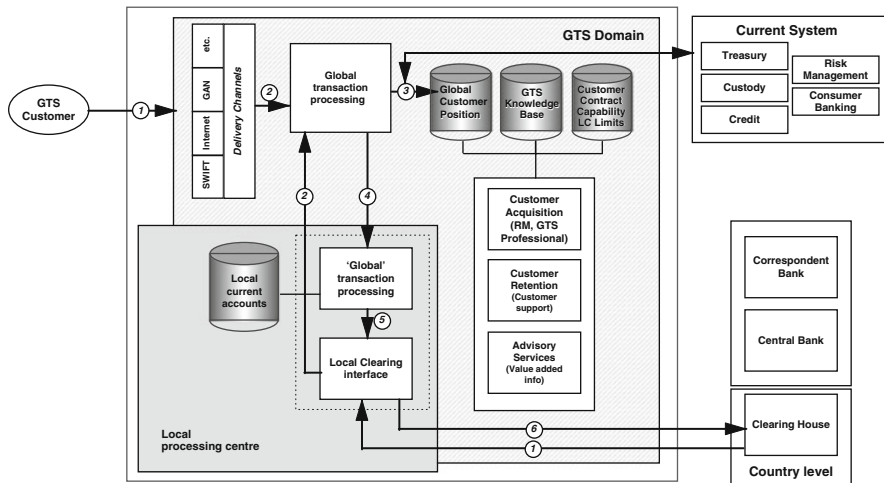 GTS Domain
Current System
Treasury
Risk
Management
Custody
Consumer
Banking
Credit
GTS
Customer
1
etc.
GAN
Internet
SWIFT
Delivery Channels
2
Global
transaction
processing
3
Global
Customer
Position
GTS
Knowledge
Base
Customer
Contract
Capability
LC Limits
2
4
Customer
Acquisition
(RM, GTS
Professional)
Customer
Retention
(Customer
support)
Advisory
Services
(Value added
info)
Local
current
accounts
'Global'
transaction
processing
5
Local Clearing
interface
Local
processing centre
6
1
Correspondent
Bank
Central Bank
Clearing House
Country level